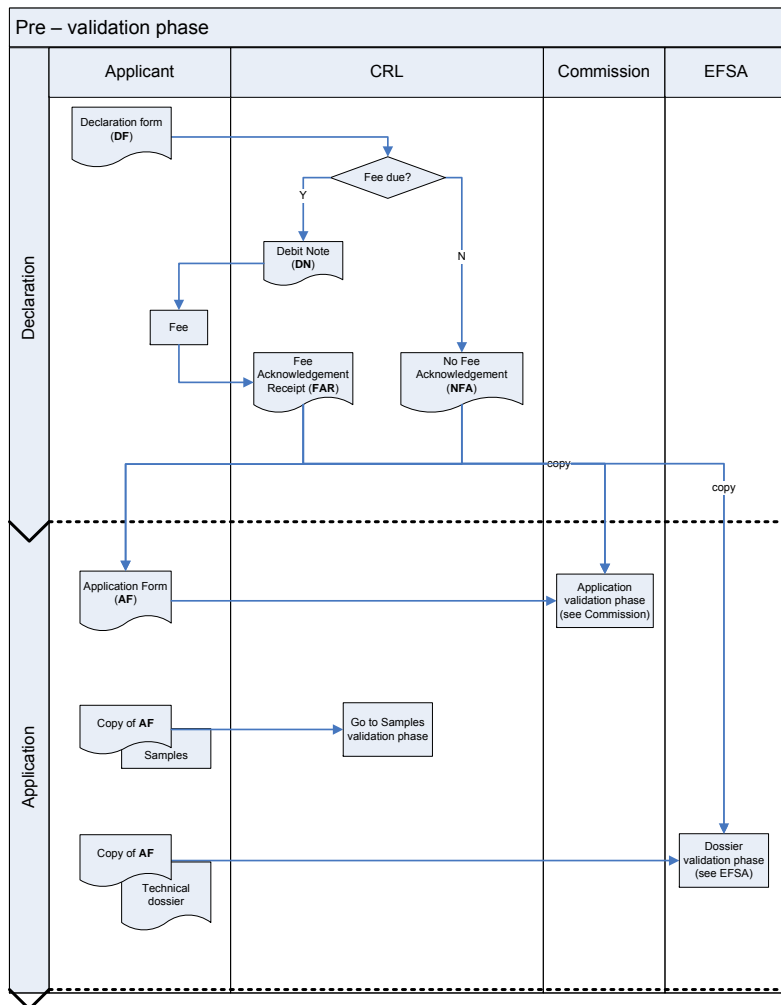 Pre – validation phase
Applicant
CRL
Commission
EFSA
Declaration
Declaration form
(DF)
Fee due?
Y
N
Debit Note
(DN)
Fee
Fee
Acknowledgement
Receipt (FAR)
No Fee
Acknowledgement
(NFA)
copy
copy
Application
Application Form
(AF)
Application
validation phase
(see Commission)
Copy of AF
Samples
Go to Samples
validation phase
Copy of AF
Technical
dossier
Dossier
validation phase
(see EFSA)